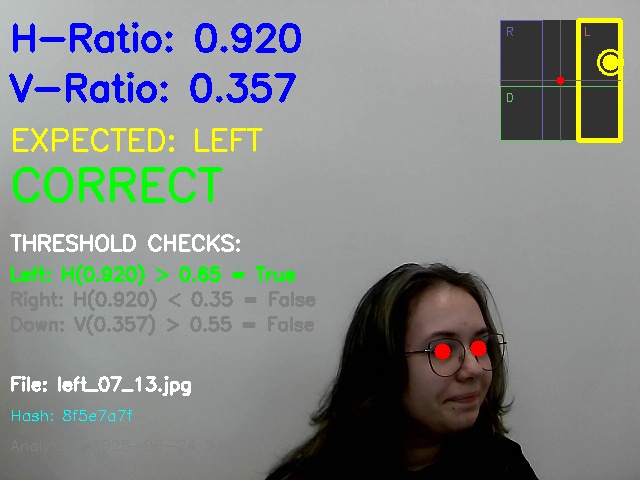 H-Ratio: 0.920
V-Ratio: 0.357
EXPECTED: LEFT
CORRECT
THRESHOLD CHECKS:
Left: H(0.920) > 0.65 = True
Right: H(0.920) < 0.35 = False
Down: V(0.357) > 0.55 = False
File: left_07_13.jpg
Hash: 8f5e7a7f
R L
D